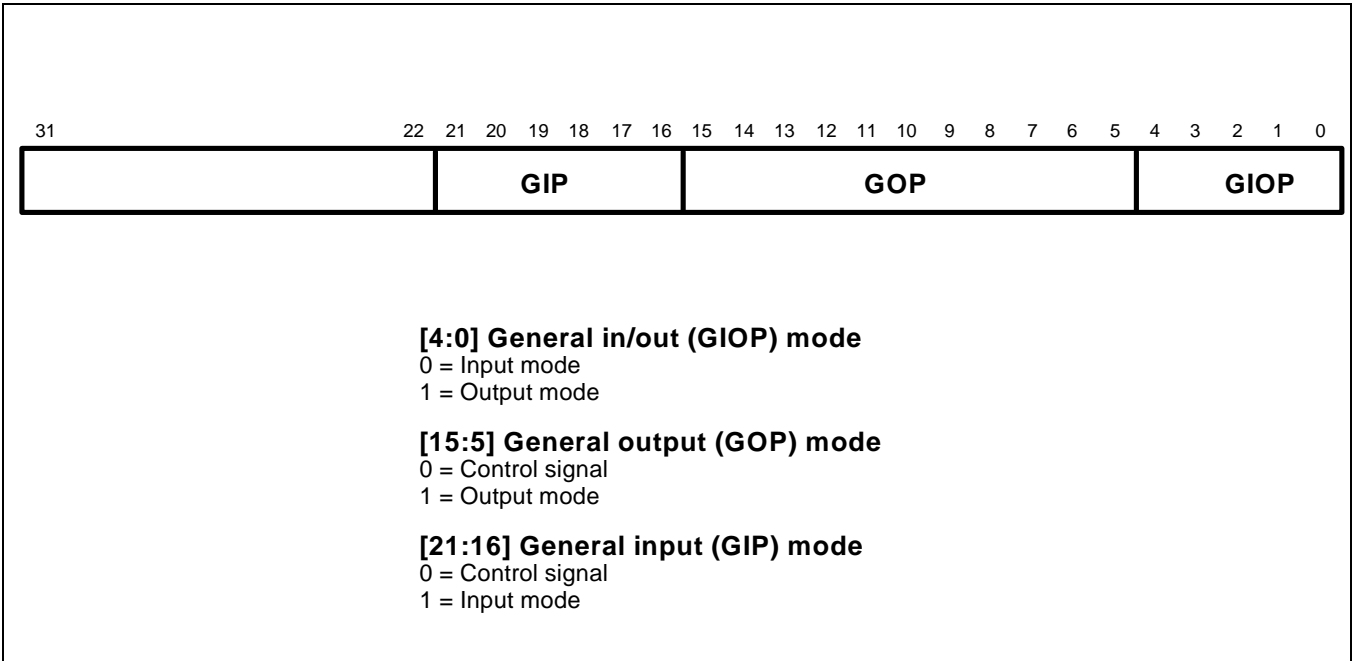 31 22 21 20 19 18 17 16 15 14 13 12 11 10 9 8 7 6 5 4 3 2 1 0
GIP GOP GIOP
[4:0] General in/out (GIOP) mode
0 = Input mode
1 = Output mode
[15:5] General output (GOP) mode
0 = Control signal
1 = Output mode
[21:16] General input (GIP) mode
0 = Control signal
1 = Input mode